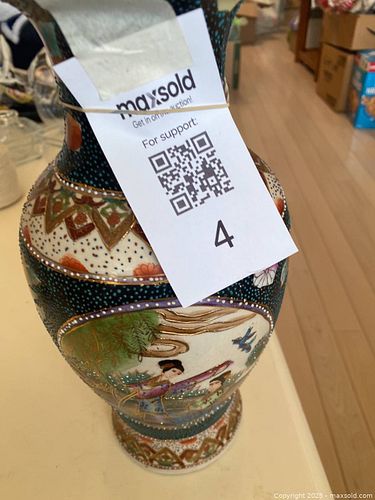 maxsold
Get in on the auction!
For support:
4
Copyright 2025 - maxsold.com